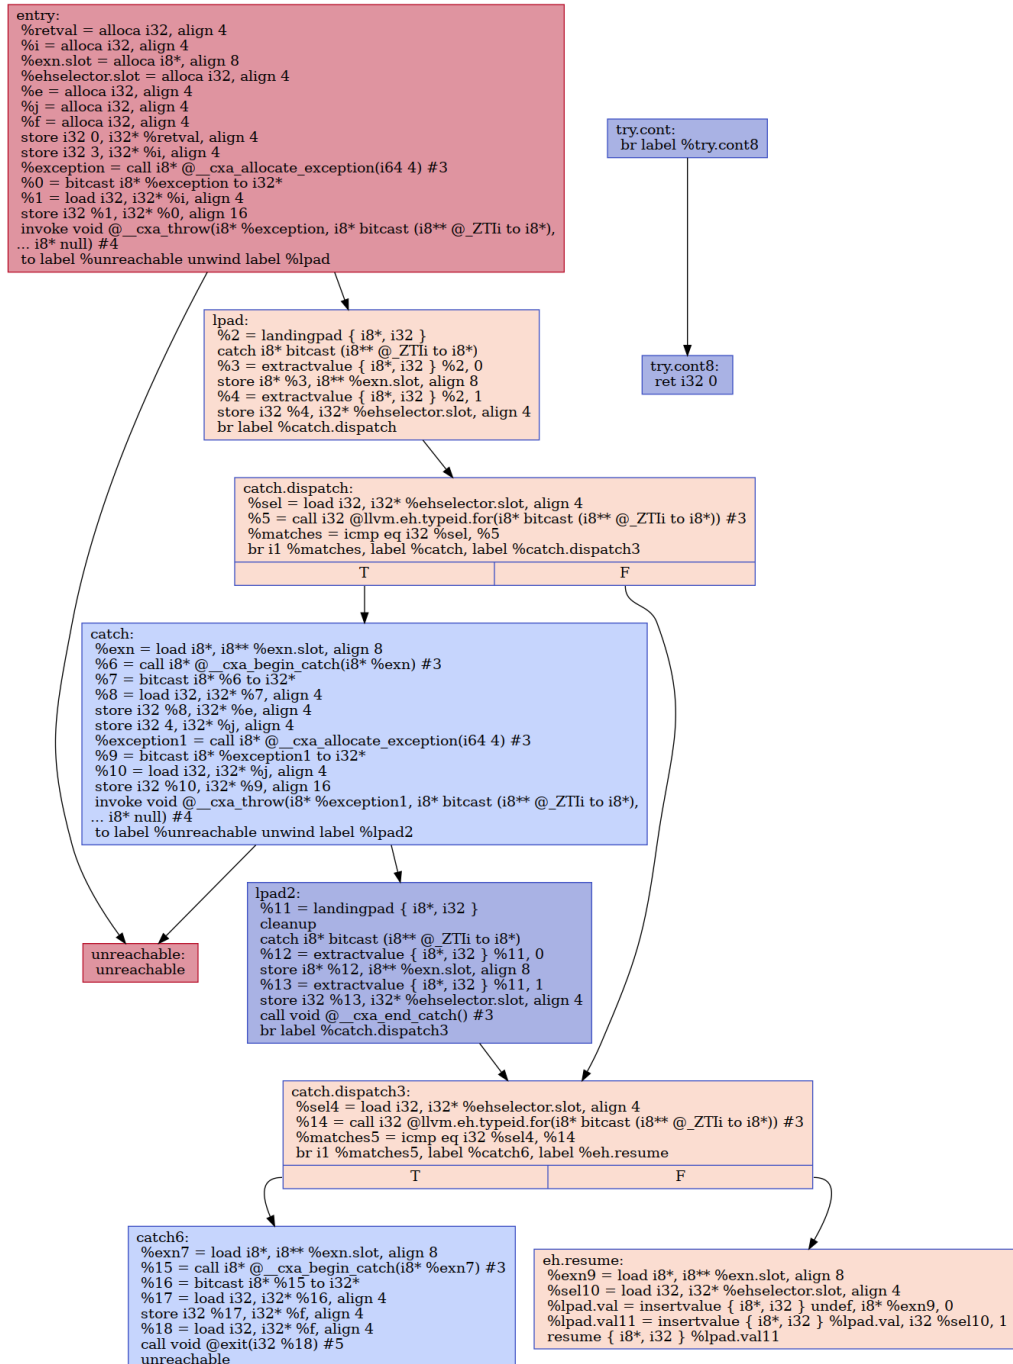 entry:
%retval = alloca i32, align 4
%i = alloca i32, align 4
%exn.slot = alloca i8*, align 8
%ehselector.slot = alloca i32, align 4
%e = alloca i32, align 4
%j = alloca i32, align 4
%f = alloca i32, align 4
store i32 0, i32* %retval, align 4
store i32 3, i32* %i, align 4
%exception = call i8* @__cxa_allocate_exception(i64 4) #3
%0 = bitcast i8* %exception to i32*
%1 = load i32, i32* %i, align 4
store i32 %1, i32* %0, align 16
invoke void @__cxa_throw(i8* %exception, i8* bitcast (i8** @_ZTIi to i8*),
... i8* null) #4
to label %unreachable unwind label %lpad
try.cont:
br label %try.cont8
lpad:
%2 = landingpad { i8*, i32 }
catch i8* bitcast (i8** @_ZTIi to i8*)
%3 = extractvalue { i8*, i32 } %2, 0
store i8* %3, i8** %exn.slot, align 8
%4 = extractvalue { i8*, i32 } %2, 1
store i32 %4, i32* %ehselector.slot, align 4
br label %catch.dispatch
try.cont8:
ret i32 0
catch.dispatch:
%sel = load i32, i32* %ehselector.slot, align 4
%5 = call i32 @llvm.eh.typeid.for(i8* bitcast (i8** @_ZTIi to i8*)) #3
%matches = icmp eq i32 %sel, %5
br i1 %matches, label %catch, label %catch.dispatch3
T
F
catch:
%exn = load i8*, i8** %exn.slot, align 8
%6 = call i8* @__cxa_begin_catch(i8* %exn) #3
%7 = bitcast i8* %6 to i32*
%8 = load i32, i32* %7, align 4
store i32 %8, i32* %e, align 4
store i32 4, i32* %j, align 4
%exception1 = call i8* @__cxa_allocate_exception(i64 4) #3
%9 = bitcast i8* %exception1 to i32*
%10 = load i32, i32* %j, align 4
store i32 %10, i32* %9, align 16
invoke void @__cxa_throw(i8* %exception1, i8* bitcast (i8** @_ZTIi to i8*),
... i8* null) #4
to label %unreachable unwind label %lpad2
lpad2:
%11 = landingpad { i8*, i32 }
cleanup
catch i8* bitcast (i8** @_ZTIi to i8*)
%12 = extractvalue { i8*, i32 } %11, 0
store i8* %12, i8** %exn.slot, align 8
%13 = extractvalue { i8*, i32 } %11, 1
store i32 %13, i32* %ehselector.slot, align 4
call void @__cxa_end_catch() #3
br label %catch.dispatch3
unreachable:
unreachable
catch.dispatch3:
%sel4 = load i32, i32* %ehselector.slot, align 4
%14 = call i32 @llvm.eh.typeid.for(i8* bitcast (i8** @_ZTIi to i8*)) #3
%matches5 = icmp eq i32 %sel4, %14
br i1 %matches5, label %catch6, label %eh.resume
T
F
catch6:
%exn7 = load i8*, i8** %exn.slot, align 8
%15 = call i8* @__cxa_begin_catch(i8* %exn7) #3
%16 = bitcast i8* %15 to i32*
%17 = load i32, i32* %16, align 4
store i32 %17, i32* %f, align 4
%18 = load i32, i32* %f, align 4
call void @exit(i32 %18) #5
unreachable
eh.resume:
%exn9 = load i8*, i8** %exn.slot, align 8
%sel10 = load i32, i32* %ehselector.slot, align 4
%lpad.val = insertvalue { i8*, i32 } undef, i8* %exn9, 0
%lpad.val11 = insertvalue { i8*, i32 } %lpad.val, i32 %sel10, 1
resume { i8*, i32 } %lpad.val11